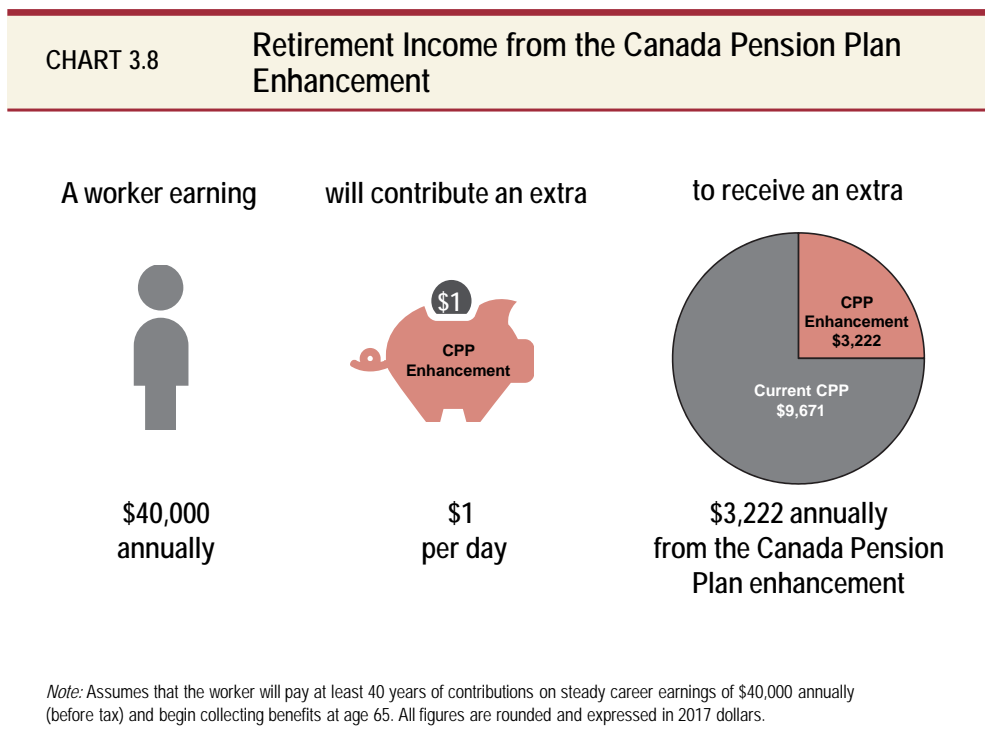 CHART 3.8
Retirement Income from the Canada Pension Plan
Enhancement
A worker earning
will contribute an extra
to receive an extra
$1
CPP
Enhancement
CPP
Enhancement
$3,222
Current CPP
$9,671
$40,000
annually
$1
per day
$3,222 annually
from the Canada Pension
Plan enhancement
Note: Assumes that the worker will pay at least 40 years of contributions on steady career earnings of $40,000 annually
(before tax) and begin collecting benefits at age 65. All figures are rounded and expressed in 2017 dollars.